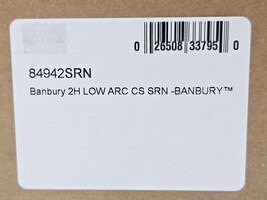 0 26508 33795 0
84942SRN
Banbury 2H LOW ARC CS SRN -BANBURY™